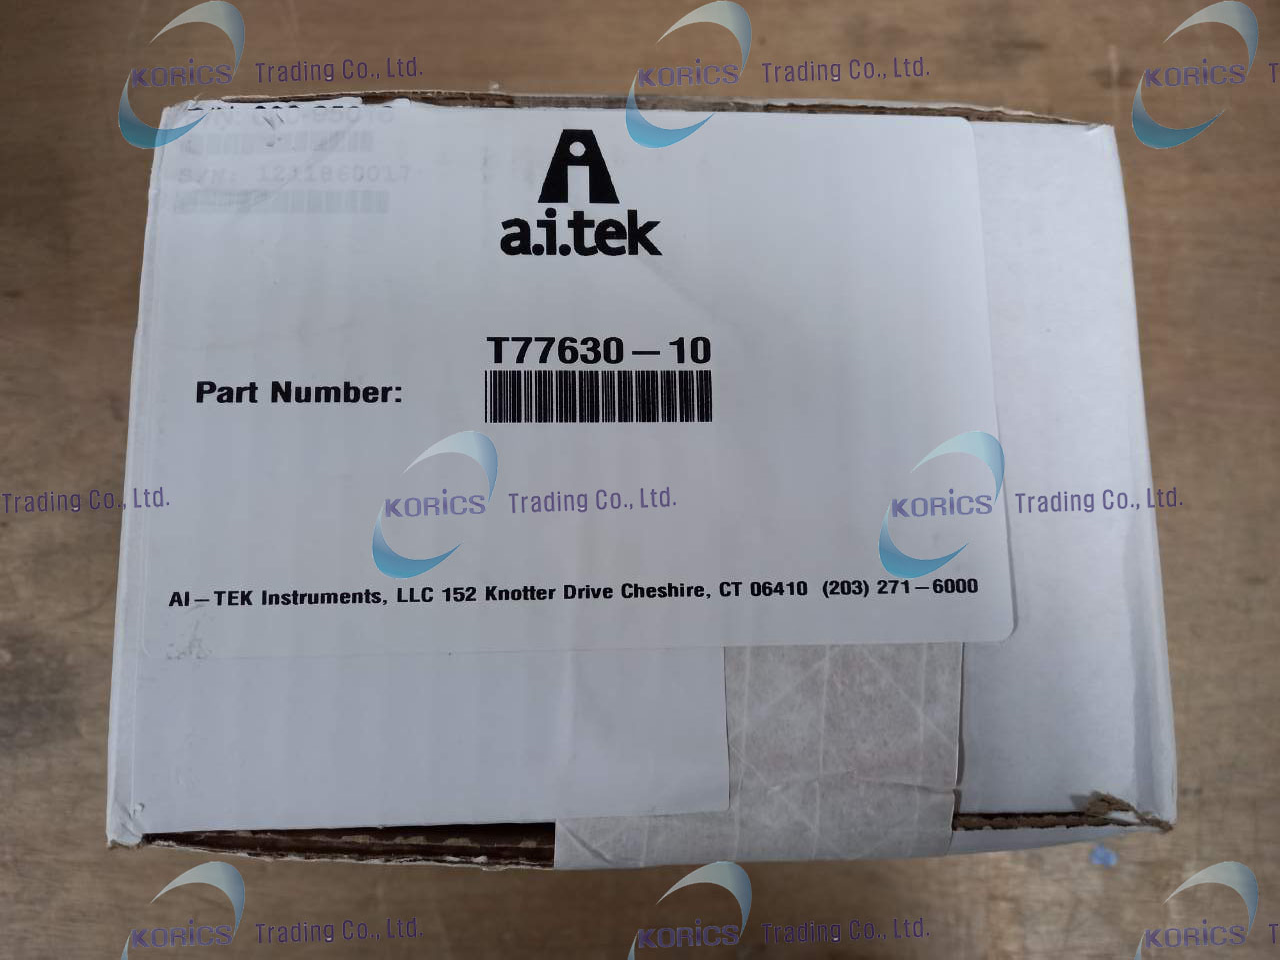 KORICS Trading Co., Ltd.
KORICS Trading Co., Ltd.
KORICS
S/N: 1211860017
a.i.tek
T77630-10
Part Number:
Trading Co., Ltd.
KORICS Trading Co., Ltd.
KORICS Trading Co., Ltd.
AI-TEK Instruments, LLC 152 Knotter Drive Cheshire, CT 06410 (203) 271-6000
KORICS Trading Co., Ltd.
KORICS Trading Co., Ltd.
KORICS